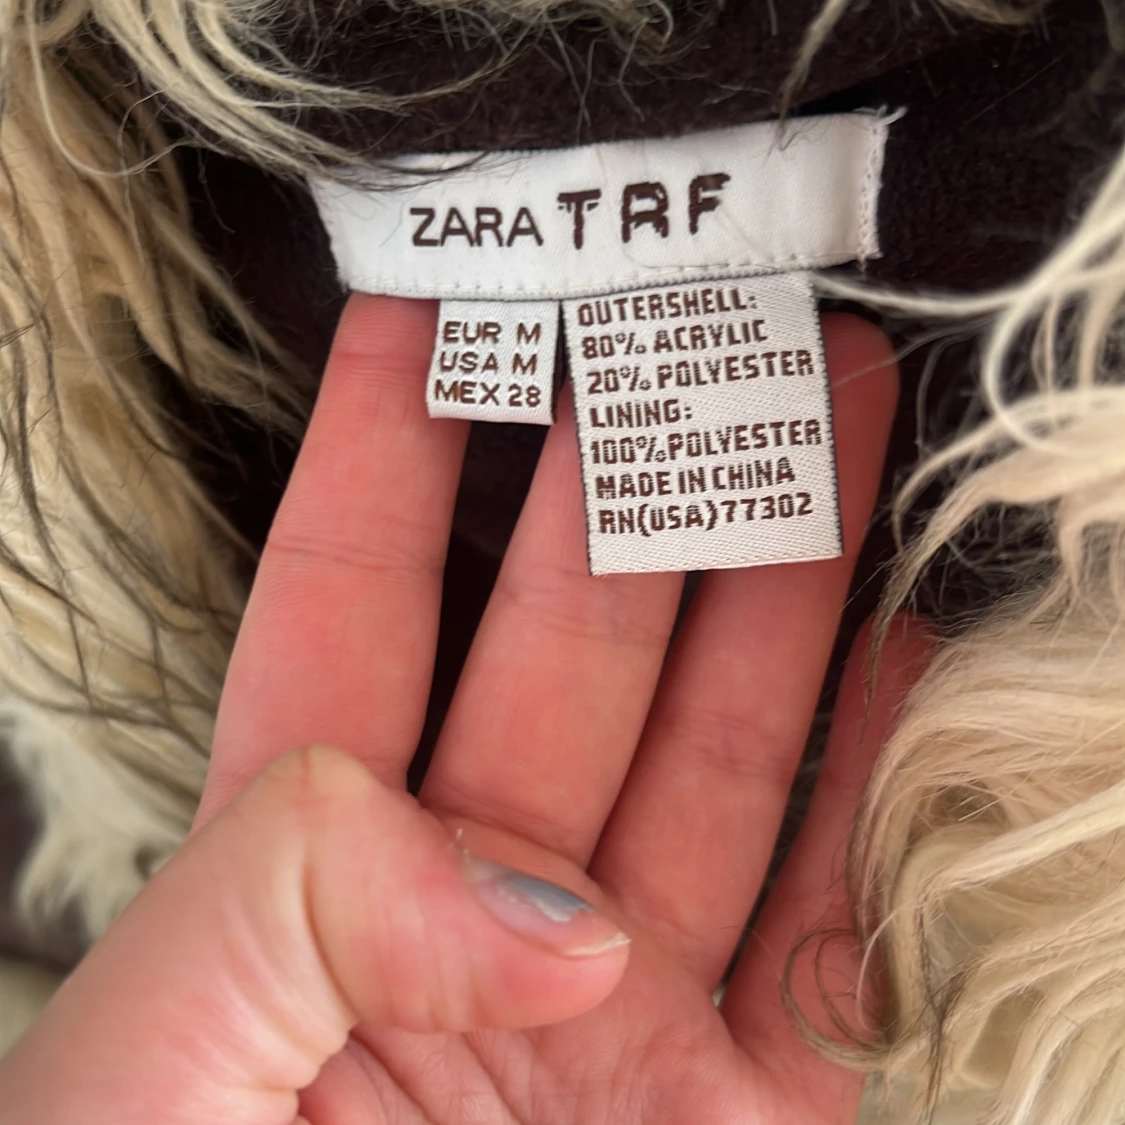 ZARA TRF
EUR M
USA M
MEX 28
OUTERSHELL:
80% ACRYLIC
20% POLYESTER
LINING:
100% POLYESTER
MADE IN CHINA
RN(USA)77302